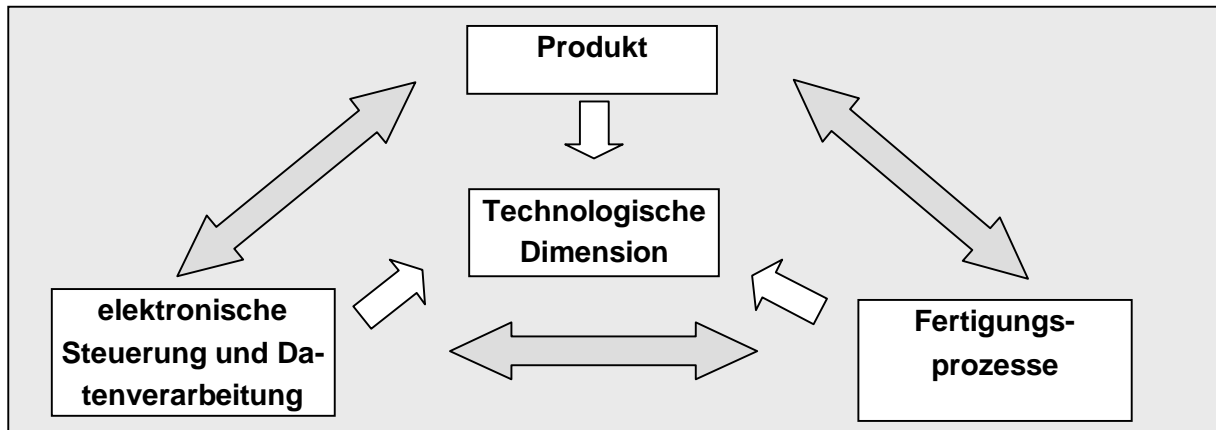 Produkt
Technologische
Dimension
elektronische
Steuerung und Da-
tenverarbeitung
Fertigungs-
prozesse